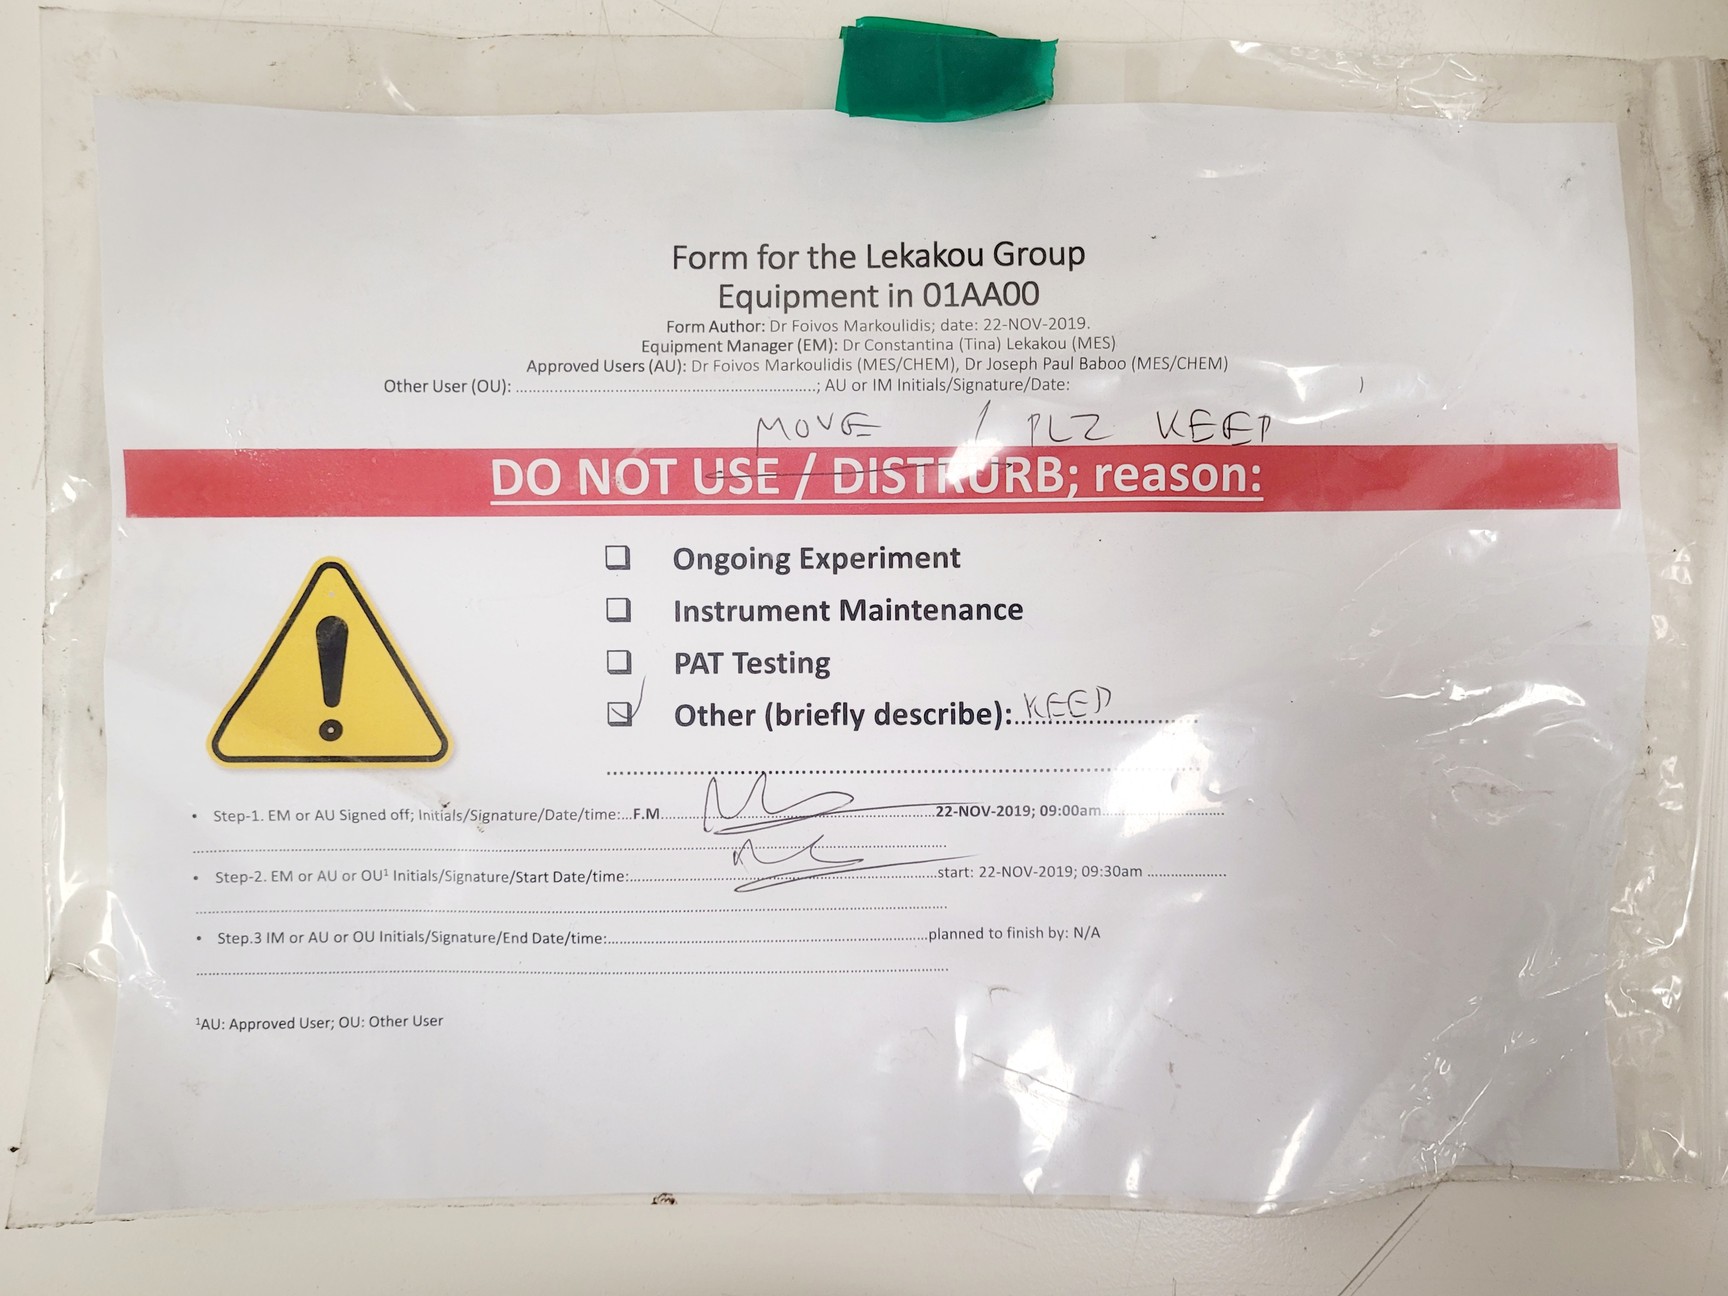 Form for the Lekakou Group
Equipment in 01AA00
Form Author: Dr Foivos Markoulidis; date: 22-NOV-2019.
Equipment Manager (EM): Dr Constantina (Tina) Lekakou (MES)
Approved Users (AU): Dr Foivos Markoulidis (MES/CHEM), Dr Joseph Paul Baboo (MES/CHEM)
Other User (OU): ................................................................; AU or IM Initials/Signature/Date:
MOVE / PLZ KEEP
DO NOT USE / DISTRURB; reason:
Ongoing Experiment
Instrument Maintenance
PAT Testing
Other (briefly describe):...KEEP...............
• Step-1. EM or AU Signed off; Initials/Signature/Date/time:...F.M...............22-NOV-2019; 09:00am...............
• Step-2. EM or AU or OU¹ Initials/Signature/Start Date/time:...............start: 22-NOV-2019; 09:30am ...............
• Step.3 IM or AU or OU Initials/Signature/End Date/time:...............planned to finish by: N/A
¹AU: Approved User; OU: Other User